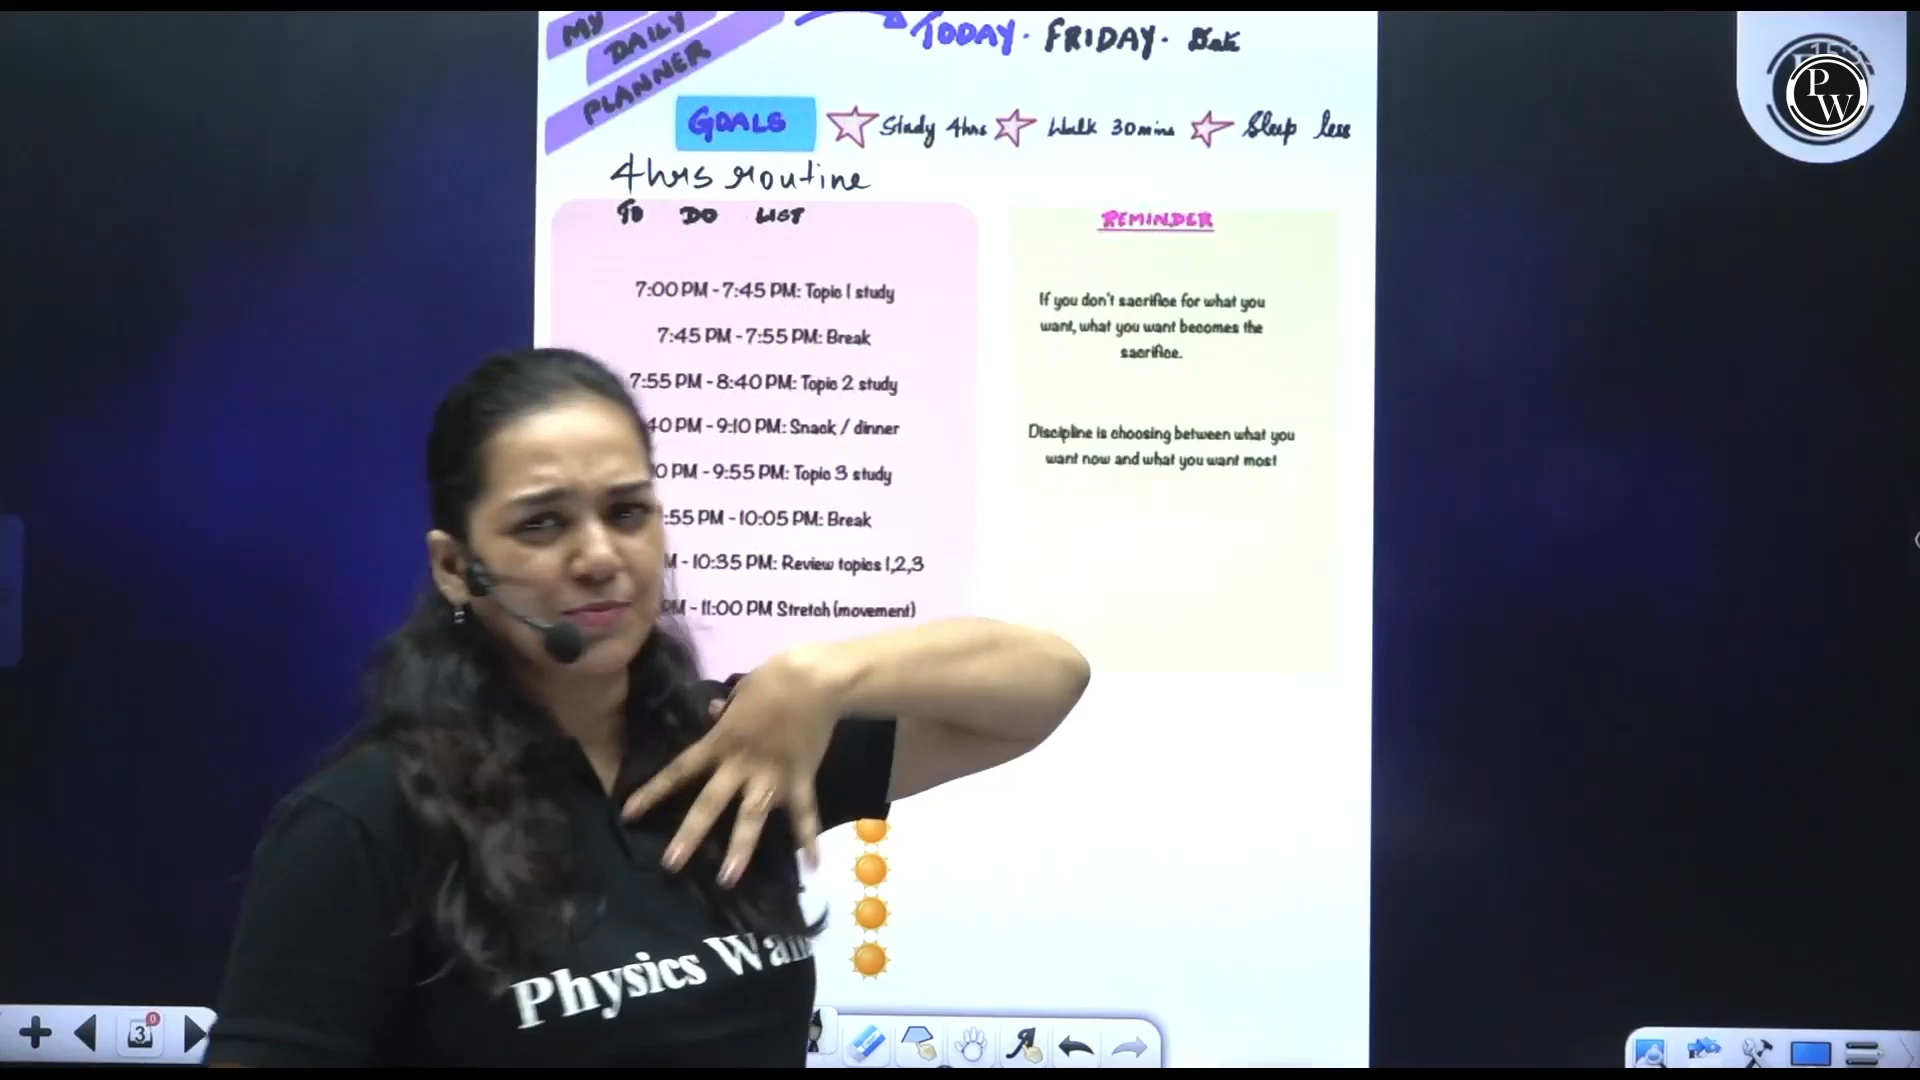 MY
DAILY
PLANNER
TODAY. FRIDAY. Date
GOALS Study 4hrs Walk 30mins Sleep less
4hrs routine
TO DO LIST
7:00 PM - 7:45 PM: Topic 1 study
7:45 PM - 7:55 PM: Break
7:55 PM - 8:40 PM: Topic 2 study
40 PM - 9:10 PM: Snack / dinner
0 PM - 9:55 PM: Topic 3 study
:55 PM - 10:05 PM: Break
M - 10:35 PM: Review topics 1,2,3
PM - 11:00 PM Stretch (movement)
REMINDER
If you don't sacrifice for what you
want, what you want becomes the
sacrifice.
Discipline is choosing between what you
want now and what you want most
PW
Physics Wal
3
0